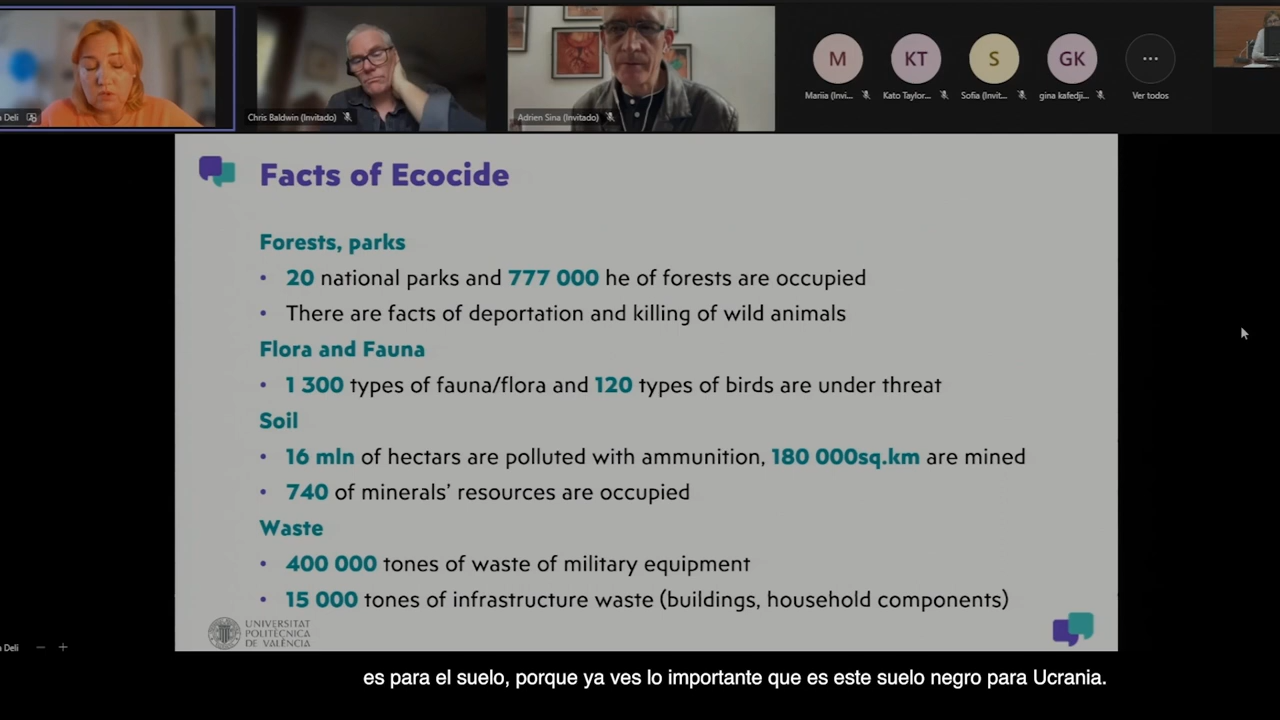 Deli
Chris Baldwin (Invitado)
Adrien Sina (Invitado)
M
KT
S
GK
...
Mariia (Invi...
Kato Taylor...
Sofia (Invit...
gina kafedji...
Ver todos
Facts of Ecocide
Forests, parks
• 20 national parks and 777 000 he of forests are occupied
• There are facts of deportation and killing of wild animals
Flora and Fauna
• 1 300 types of fauna/flora and 120 types of birds are under threat
Soil
• 16 mln of hectars are polluted with ammunition, 180 000sq.km are mined
• 740 of minerals’ resources are occupied
Waste
• 400 000 tones of waste of military equipment
• 15 000 tones of infrastructure waste (buildings, household components)
UNIVERSITAT
POLITÈCNICA
DE VALÈNCIA
Deli
es para el suelo, porque ya ves lo importante que es este suelo negro para Ucrania.